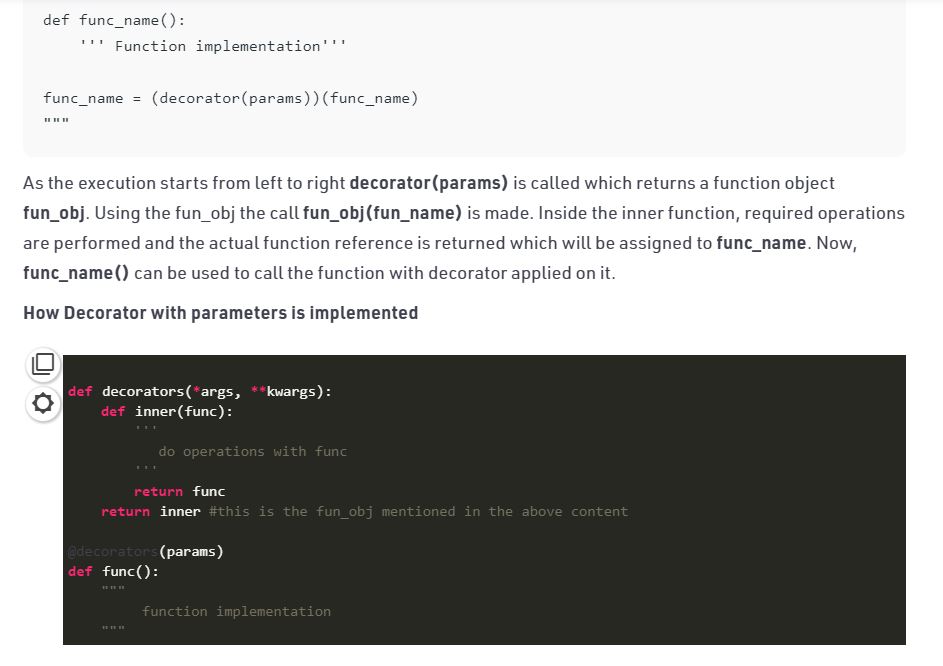 def func_name():
    ''' Function implementation'''
func_name = (decorator(params))(func_name)
"""
As the execution starts from left to right decorator(params) is called which returns a function object
fun_obj. Using the fun_obj the call fun_obj(fun_name) is made. Inside the inner function, required operations
are performed and the actual function reference is returned which will be assigned to func_name. Now,
func_name() can be used to call the function with decorator applied on it.
How Decorator with parameters is implemented
def decorators(*args, **kwargs):
    def inner(func):
        '''
           do operations with func
        '''
        return func
    return inner #this is the fun_obj mentioned in the above content
@decorators(params)
def func():
    """
         function implementation
    """